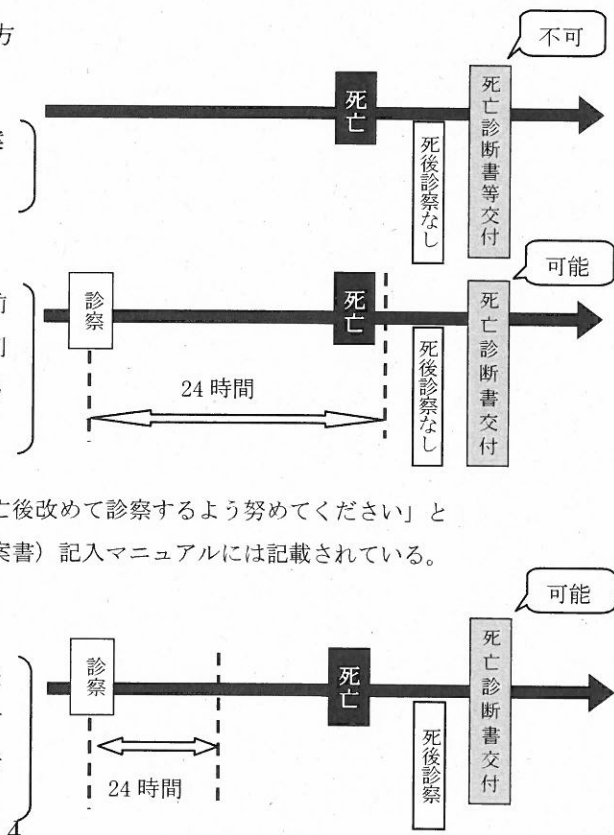 方
不可
死亡
死後診察なし
死亡診断書等交付
可能
診察
死亡
24 時間
死後診察なし
死亡診断書交付
亡後改めて診察するよう努めてください」と
案書）記入マニュアルには記載されている。
可能
診察
死亡
24 時間
死後診察
死亡診断書交付
4